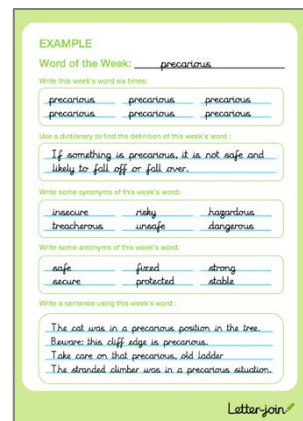 EXAMPLE
Word of the Week: precarious
Write this week's word six times:
precarious precarious precarious
precarious precarious precarious
Use a dictionary to find the definition of this week's word :
If something is precarious, it is not safe and
likely to fall off or fall over.
Write some synonyms of this week's word:
insecure risky hazardous
treacherous unsafe dangerous
Write some antonyms of this week's word:
safe fixed strong
secure protected stable
Write a sentence using this week's word :
The cat was in a precarious position in the tree.
Beware: this cliff edge is precarious.
Take care on that precarious, old ladder
The stranded climber was in a precarious situation.
Letter-join